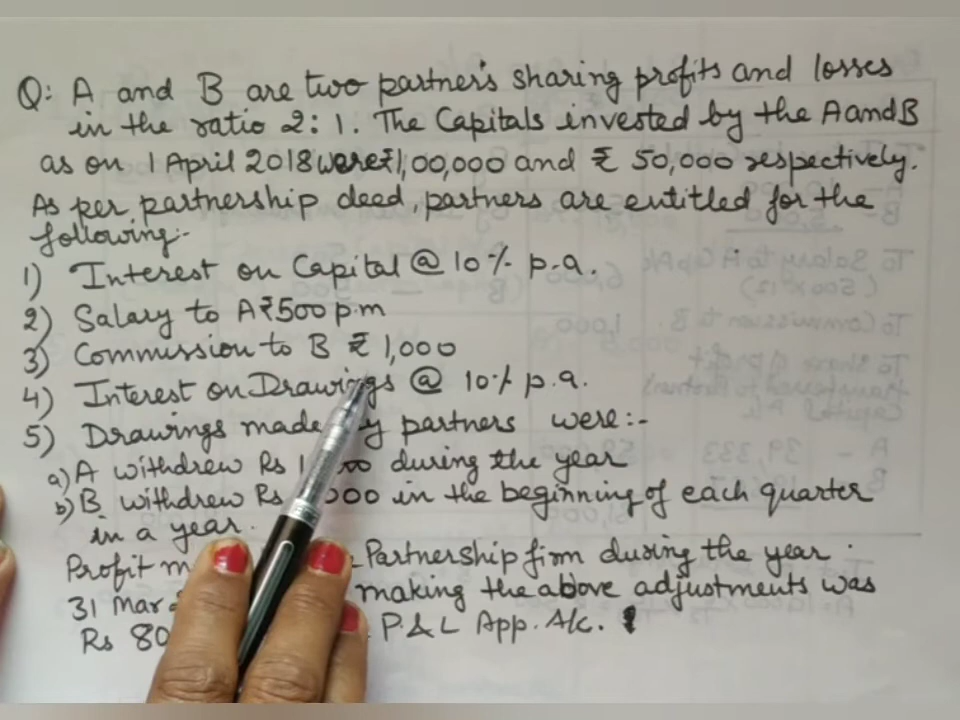 Q: A and B are two partner's sharing profits and losses
in the ratio 2:1. The Capitals invested by the A and B
as on 1 April 2018 were ₹1,00,000 and ₹ 50,000 respectively.
As per partnership deed, partners are entitled for the
following:-
1) Interest on Capital @ 10% p.a.
2) Salary to A ₹500 p.m
3) Commission to B ₹ 1,000
4) Interest on Drawings @ 10% p.a.
5) Drawings made by partners were:-
a) A withdrew Rs during the year
b) B withdrew Rs in the beginning of each quarter
in a year.
Profit Partnership firm during the year
31 Mar making the above adjustments was
Rs P & L App. A/c.